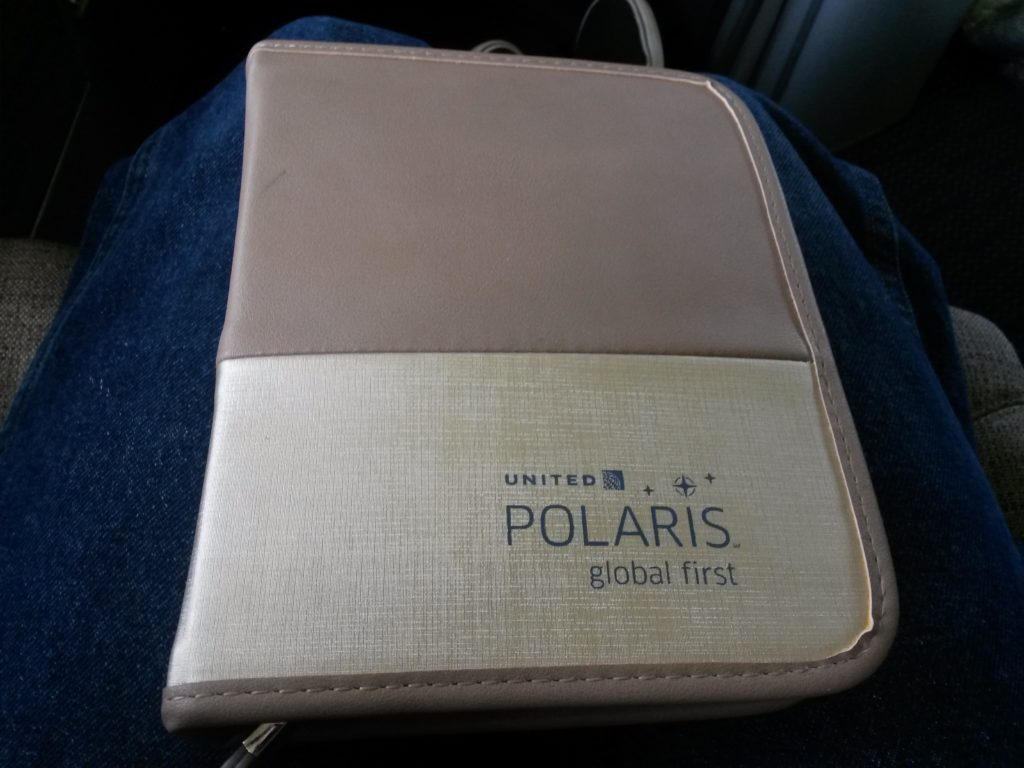 UNITED
POLARIS
global first